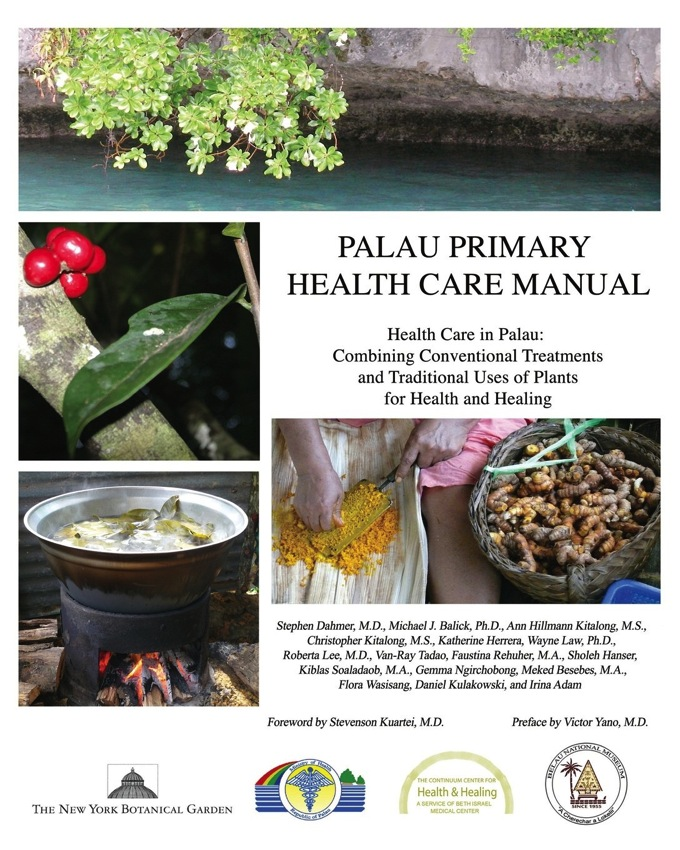 PALAU PRIMARY
HEALTH CARE MANUAL
Health Care in Palau:
Combining Conventional Treatments
and Traditional Uses of Plants
for Health and Healing
Stephen Dahmer, M.D., Michael J. Balick, Ph.D., Ann Hillmann Kitalong, M.S.,
Christopher Kitalong, M.S., Katherine Herrera, Wayne Law, Ph.D.,
Roberta Lee, M.D., Van-Ray Tadao, Faustina Rehuher, M.A., Sholeh Hanser,
Kiblas Soaladaob, M.A., Gemma Ngirchobong, Meked Besebes, M.A.,
Flora Wasisang, Daniel Kulakowski, and Irina Adam
Foreword by Stevenson Kuartei, M.D.
Preface by Victor Yano, M.D.
THE NEW YORK BOTANICAL GARDEN
Ministry of Health
Republic of Palau
THE CONTINUUM CENTER FOR
Health & Healing
A SERVICE OF BETH ISRAEL
MEDICAL CENTER
BELAU NATIONAL MUSEUM
SINCE 1955
"A Cherechar & Lokelii"